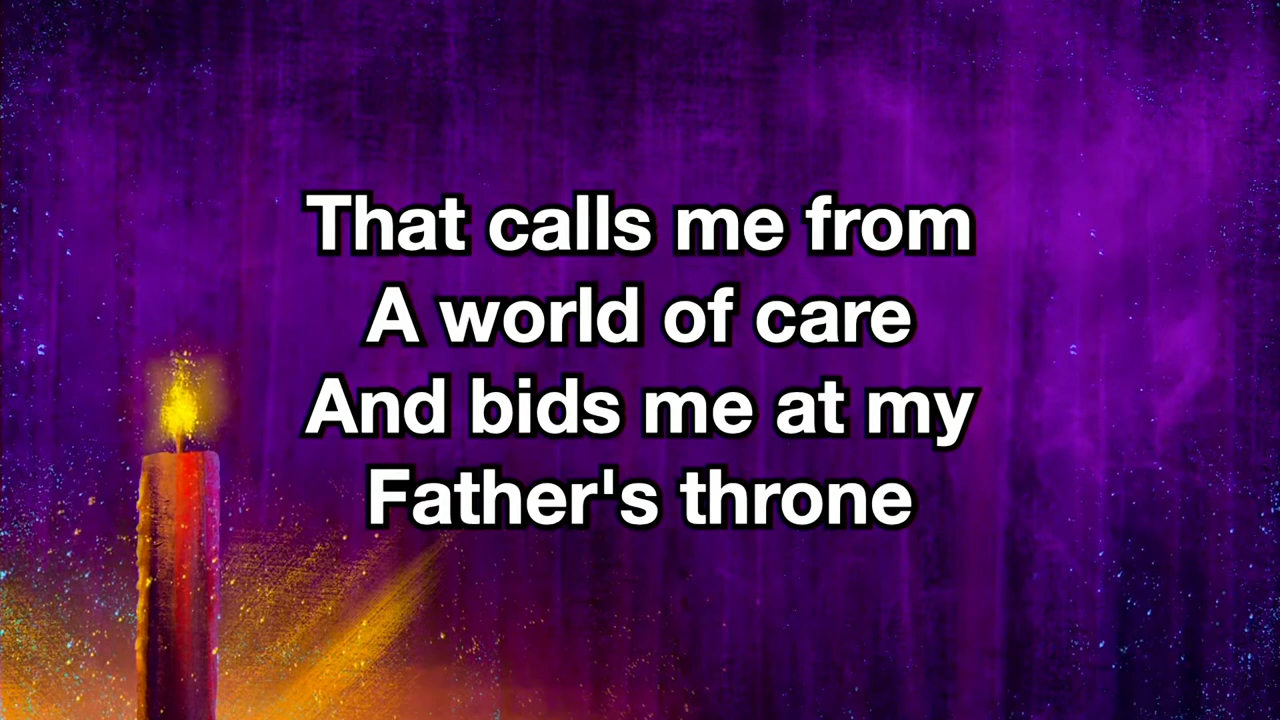 That calls me from
A world of care
And bids me at my
Father's throne